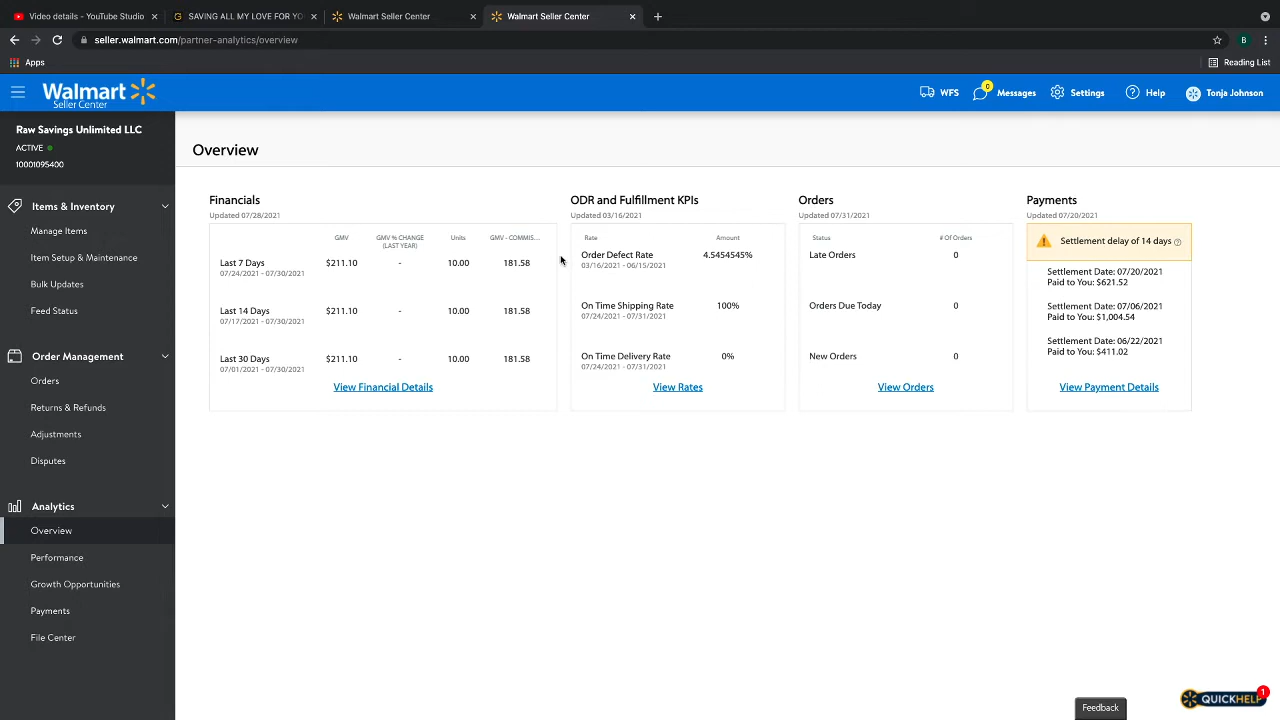 Video details - YouTube Studio
SAVING ALL MY LOVE FOR YO
Walmart Seller Center
Walmart Seller Center
seller.walmart.com/partner-analytics/overview
B
Apps
Reading List
Walmart
Seller Center
WFS
0
Messages
Settings
Help
Tonja Johnson
Raw Savings Unlimited LLC
ACTIVE
10001095400
Items & Inventory
Manage Items
Item Setup & Maintenance
Bulk Updates
Feed Status
Order Management
Orders
Returns & Refunds
Adjustments
Disputes
Analytics
Overview
Performance
Growth Opportunities
Payments
File Center
Overview
Financials
Updated 07/28/2021
GMV GMV % CHANGE (LAST YEAR) Units GMV - COMMIS...
Last 7 Days $211.10 - 10.00 181.58
07/24/2021 - 07/30/2021
Last 14 Days $211.10 - 10.00 181.58
07/17/2021 - 07/30/2021
Last 30 Days $211.10 - 10.00 181.58
07/01/2021 - 07/30/2021
View Financial Details
ODR and Fulfillment KPIs
Updated 03/16/2021
Rate Amount
Order Defect Rate 4.5454545%
03/16/2021 - 06/15/2021
On Time Shipping Rate 100%
07/24/2021 - 07/31/2021
On Time Delivery Rate 0%
07/24/2021 - 07/31/2021
View Rates
Orders
Updated 07/31/2021
Status # Of Orders
Late Orders 0
Orders Due Today 0
New Orders 0
View Orders
Payments
Updated 07/20/2021
Settlement delay of 14 days
Settlement Date: 07/20/2021
Paid to You: $621.52
Settlement Date: 07/06/2021
Paid to You: $1,004.54
Settlement Date: 06/22/2021
Paid to You: $411.02
View Payment Details
Feedback
QUICKHELP
1